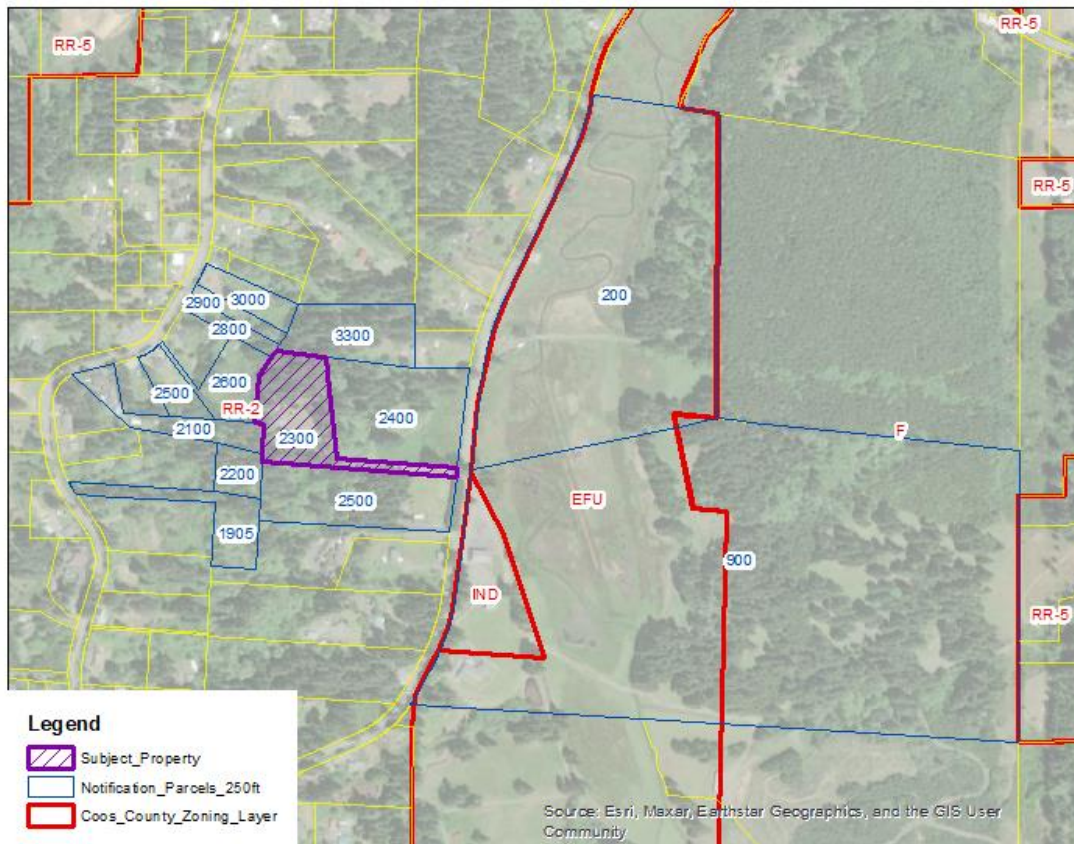 RR-5
RR-5
RR-5
200
2900
3000
2800
3300
2600
2500
RR-2
2400
2100
2300
F
2200
2500
EFU
1905
900
IND
RR-5
Legend
Subject_Property
Notification_Parcels_250ft
Coos_County_Zoning_Layer
Source: Esri, Maxar, Earthstar Geographics, and the GIS User
Community